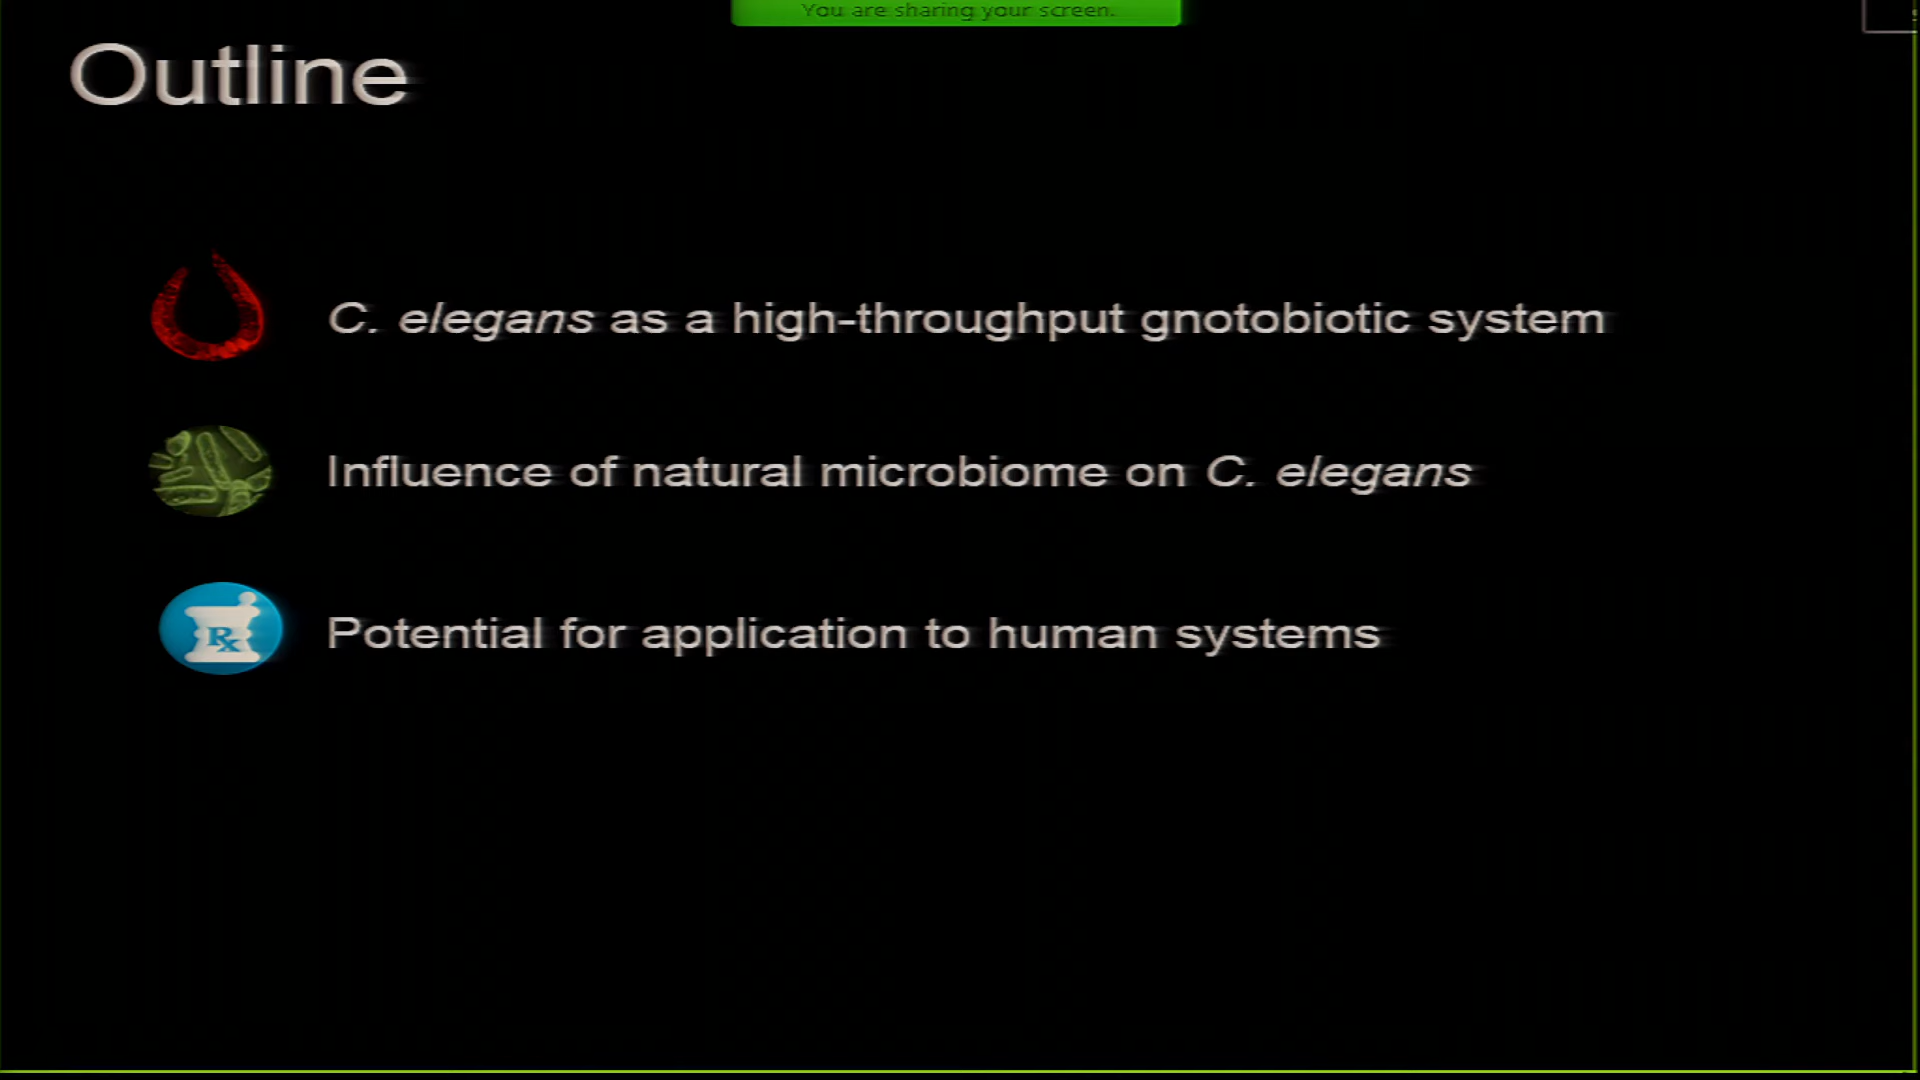 You are sharing your screen.
Outline
C. elegans as a high-throughput gnotobiotic system
Influence of natural microbiome on C. elegans
Rx
Potential for application to human systems